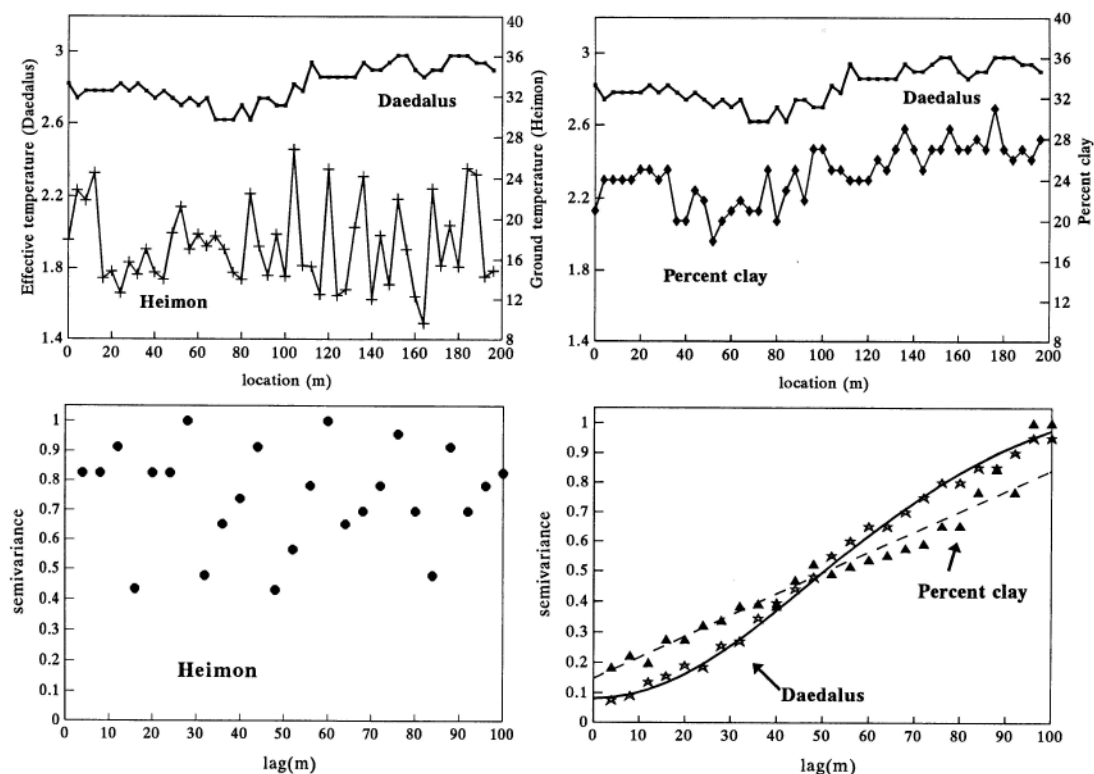 Effective temperature (Daedalus)
3
2.6
2.2
1.8
1.4
Daedalus
Heimon
40
36
32
28
24
20
16
12
8
Ground temperature (Heimon)
0 20 40 60 80 100 120 140 160 180 200
location (m)
3
2.6
2.2
1.8
1.4
Daedalus
Percent clay
40
36
32
28
24
20
16
12
8
Percent clay
0 20 40 60 80 100 120 140 160 180 200
location (m)
semivariance
1
0.9
0.8
0.7
0.6
0.5
0.4
0.3
0.2
0.1
0
Heimon
0 10 20 30 40 50 60 70 80 90 100
lag(m)
semivariance
1
0.9
0.8
0.7
0.6
0.5
0.4
0.3
0.2
0.1
0
Percent clay
Daedalus
0 10 20 30 40 50 60 70 80 90 100
lag(m)